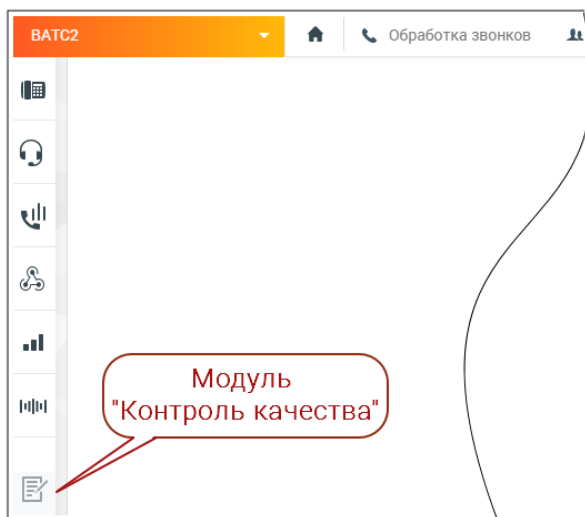 ВАТС2
Обработка звонков
Модуль
"Контроль качества"